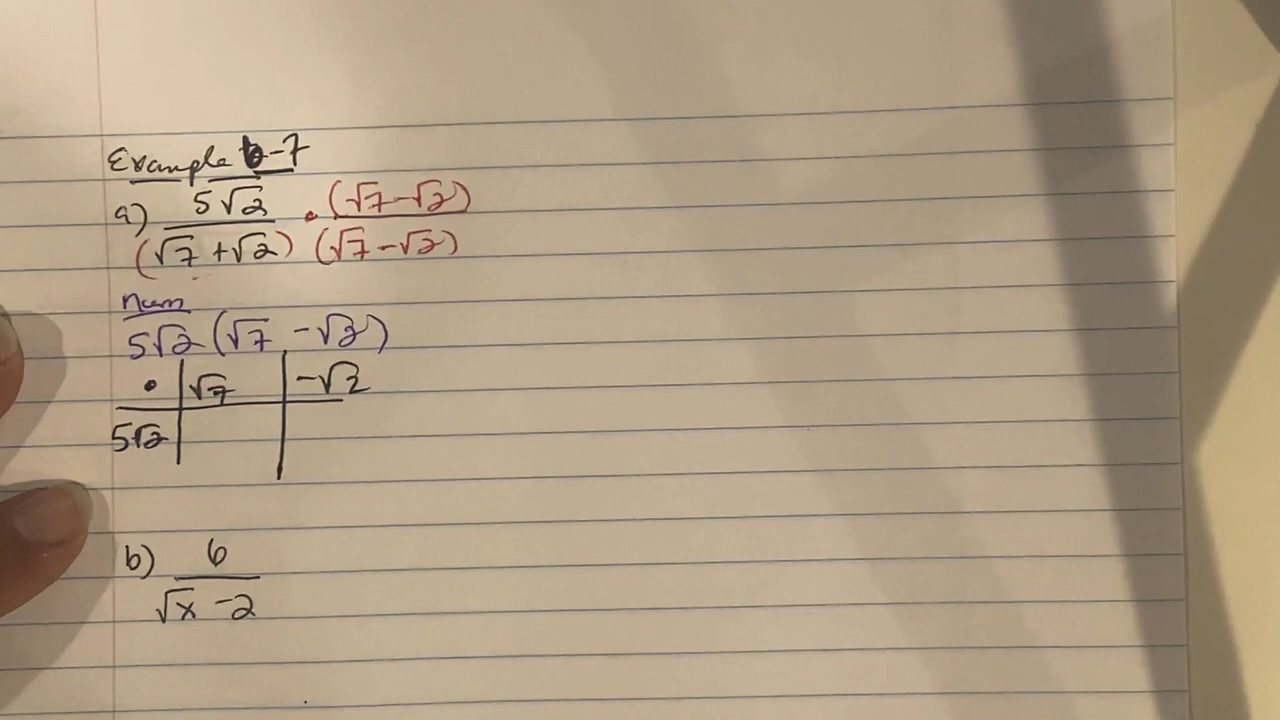 Example 6-7
a) 5√2 / (√7 + √2) • (√7 - √2) / (√7 - √2)
num
5√2 (√7 - √2)
• | √7 | -√2
5√2
b) 6 / √x - 2